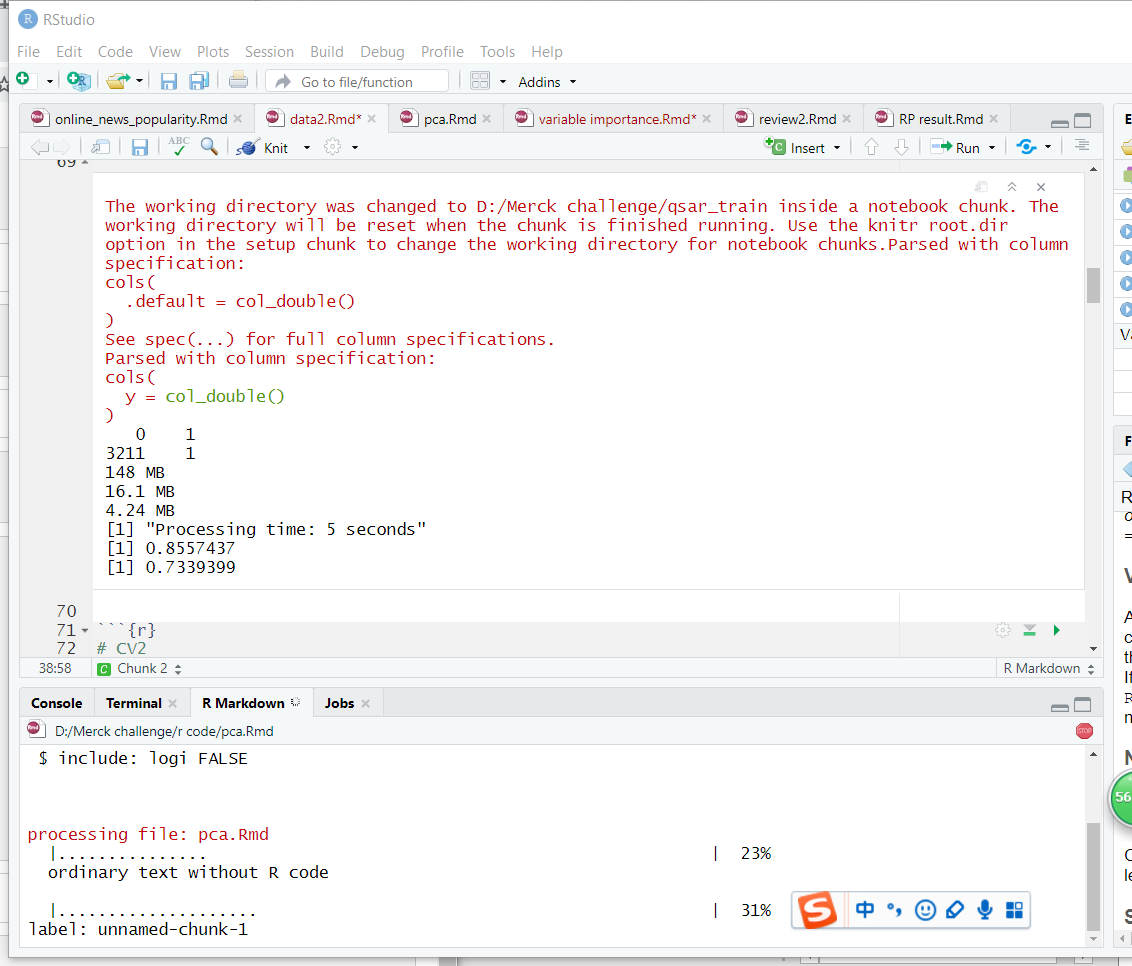 R RStudio
File Edit Code View Plots Session Build Debug Profile Tools Help
Go to file/function Addins
online_news_popularity.Rmd data2.Rmd* pca.Rmd variable importance.Rmd* review2.Rmd RP result.Rmd
ABC Knit Insert Run
69
The working directory was changed to D:/Merck challenge/qsar_train inside a notebook chunk. The
working directory will be reset when the chunk is finished running. Use the knitr root.dir
option in the setup chunk to change the working directory for notebook chunks.Parsed with column
specification:
cols(
.default = col_double()
)
See spec(...) for full column specifications.
Parsed with column specification:
cols(
y = col_double()
)
0 1
3211 1
148 MB
16.1 MB
4.24 MB
[1] "Processing time: 5 seconds"
[1] 0.8557437
[1] 0.7339399
70
71 ```{r}
72 # CV2
38:58 C Chunk 2 R Markdown
Console Terminal R Markdown Jobs
D:/Merck challenge/r code/pca.Rmd STOP
$ include: logi FALSE
processing file: pca.Rmd
|............... | 23%
ordinary text without R code
|.................... | 31%
label: unnamed-chunk-1
S 中
56